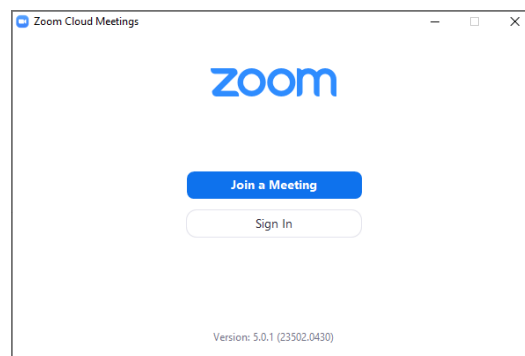 Zoom Cloud Meetings
zoom
Join a Meeting
Sign In
Version: 5.0.1 (23502.0430)